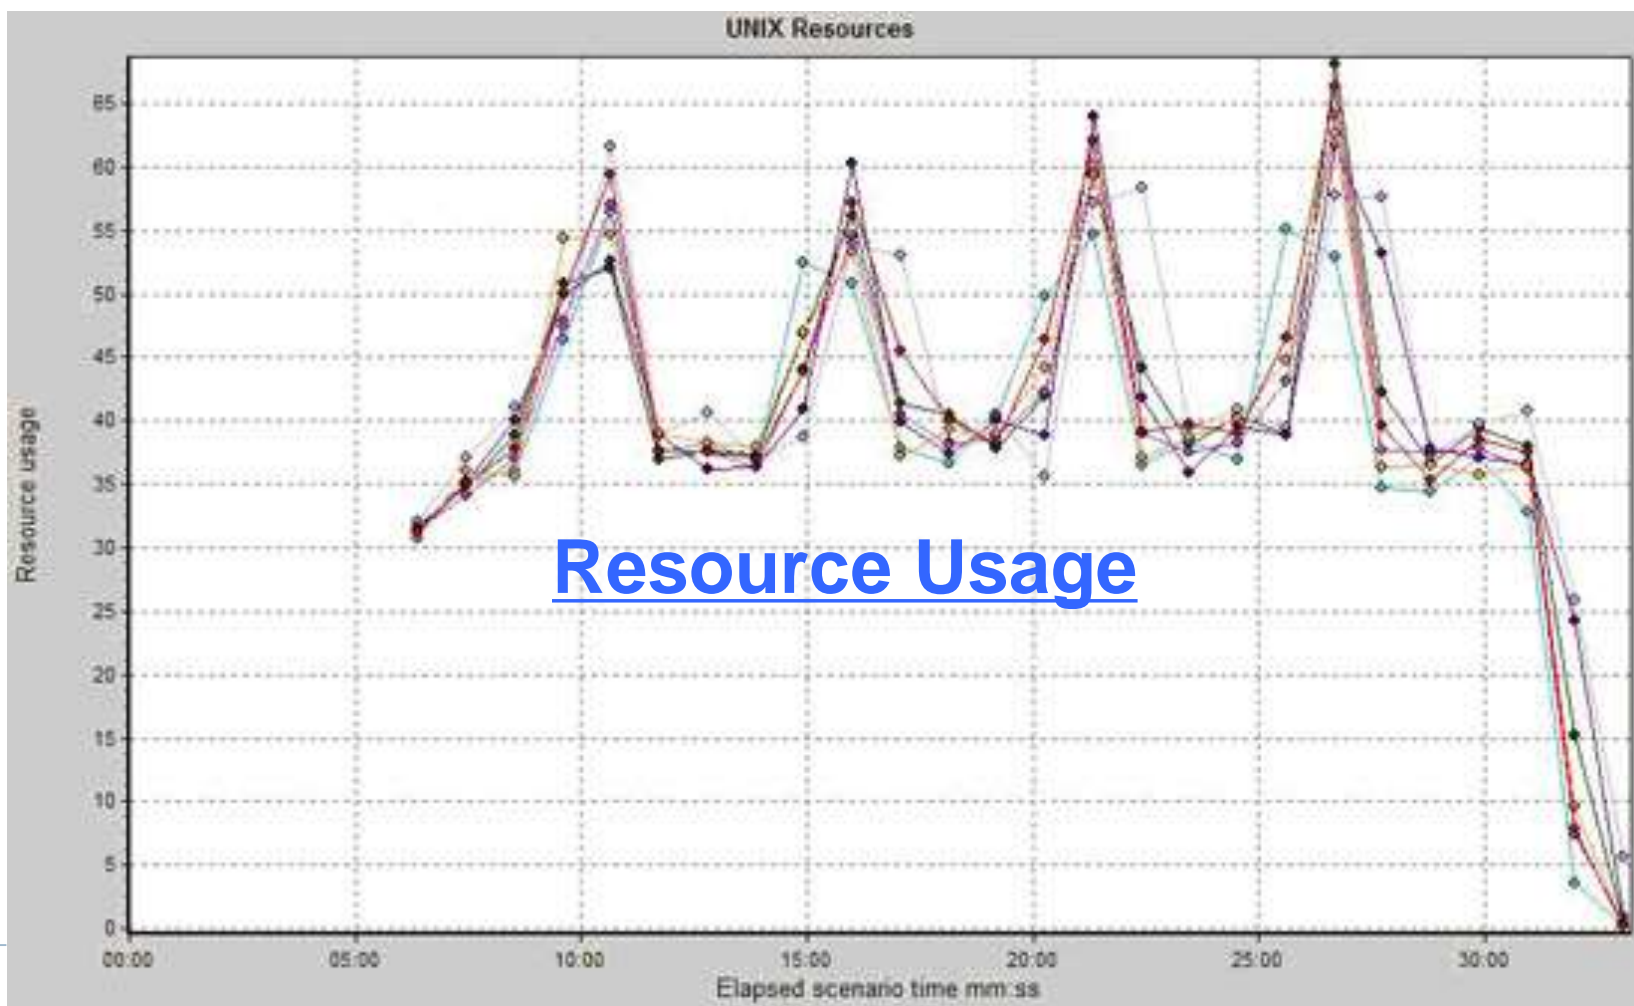 UNIX Resources
65
60
55
50
45
40
35
30
25
20
15
10
5
0
Resource usage
Resource Usage
00:00 05:00 10:00 15:00 20:00 25:00 30:00
Elapsed scenario time mm:ss